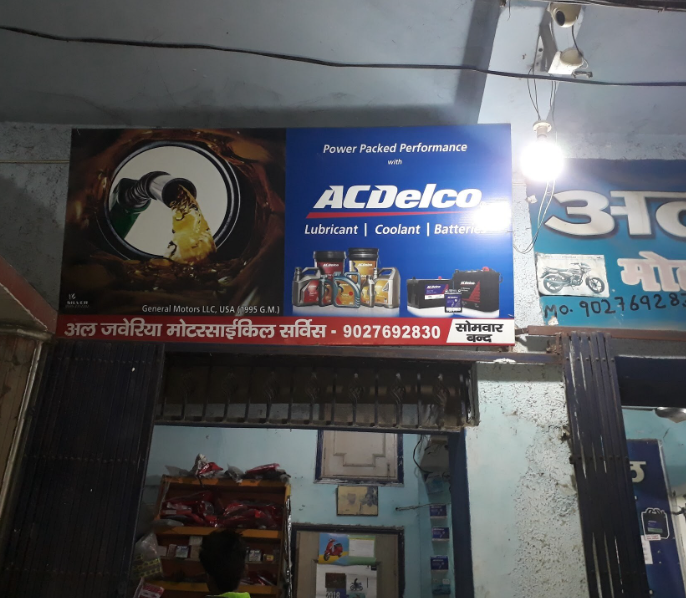 Power Packed Performance
with
ACDelco
Lubricant | Coolant | Batteries
General Motors LLC, USA (1995 G.M.)
अल जवेरिया मोटरसाईकिल सर्विस - 9027692830
सोमवार
बन्द
अल
मो
MO. 90276928